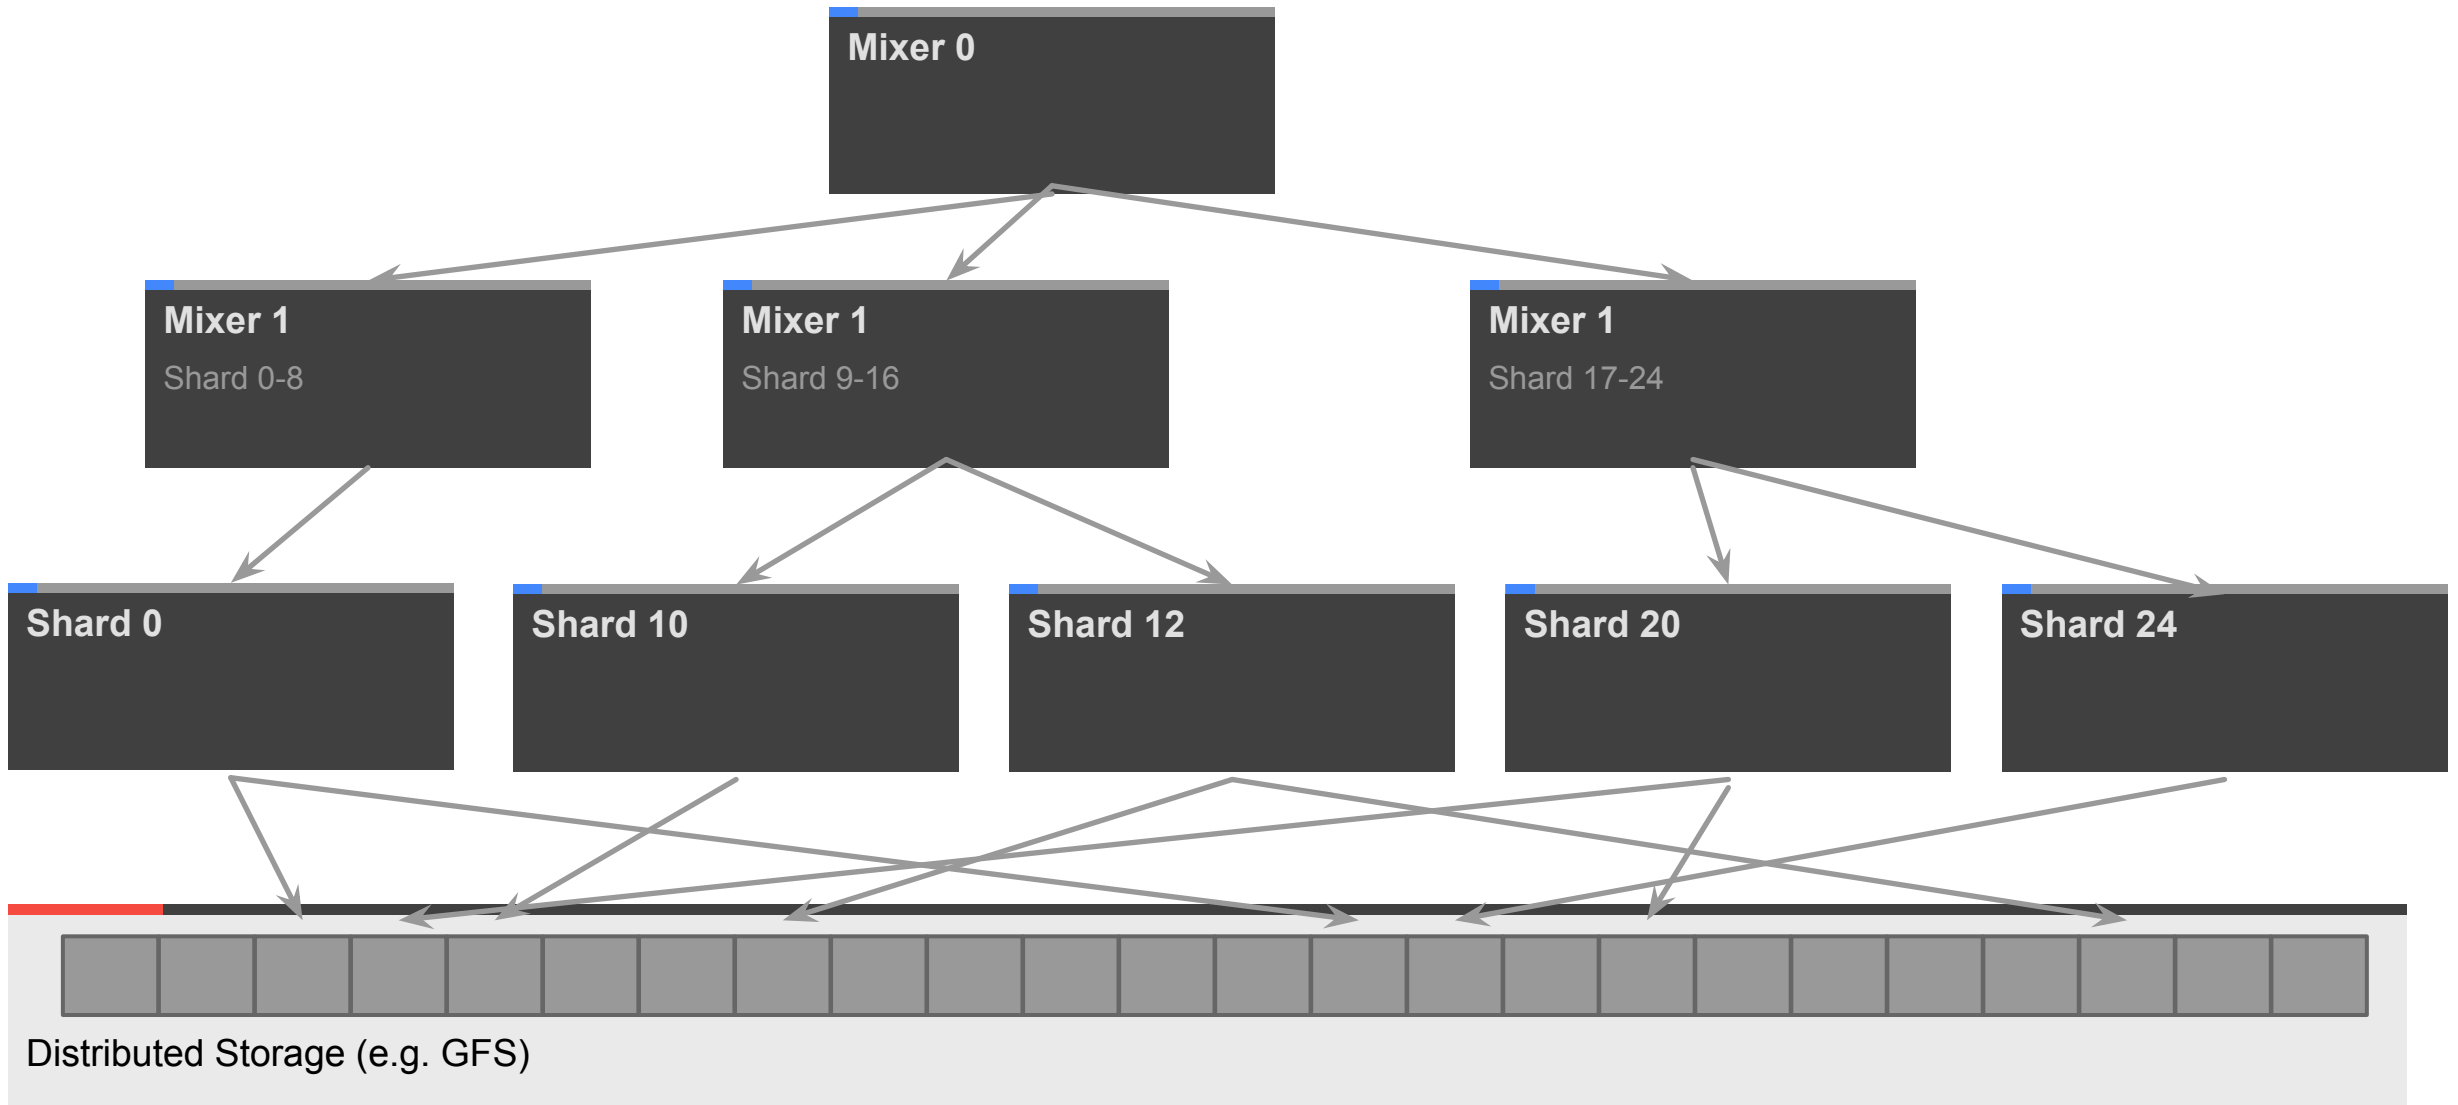 Mixer 0
Mixer 1
Shard 0-8
Mixer 1
Shard 9-16
Mixer 1
Shard 17-24
Shard 0
Shard 10
Shard 12
Shard 20
Shard 24
Distributed Storage (e.g. GFS)